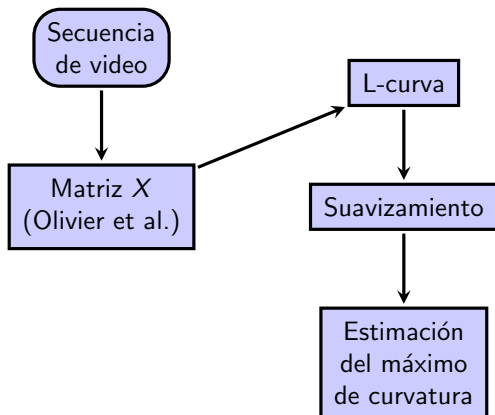 Secuencia
de video
Matriz X
(Olivier et al.)
L-curva
Suavizamiento
Estimación
del máximo
de curvatura